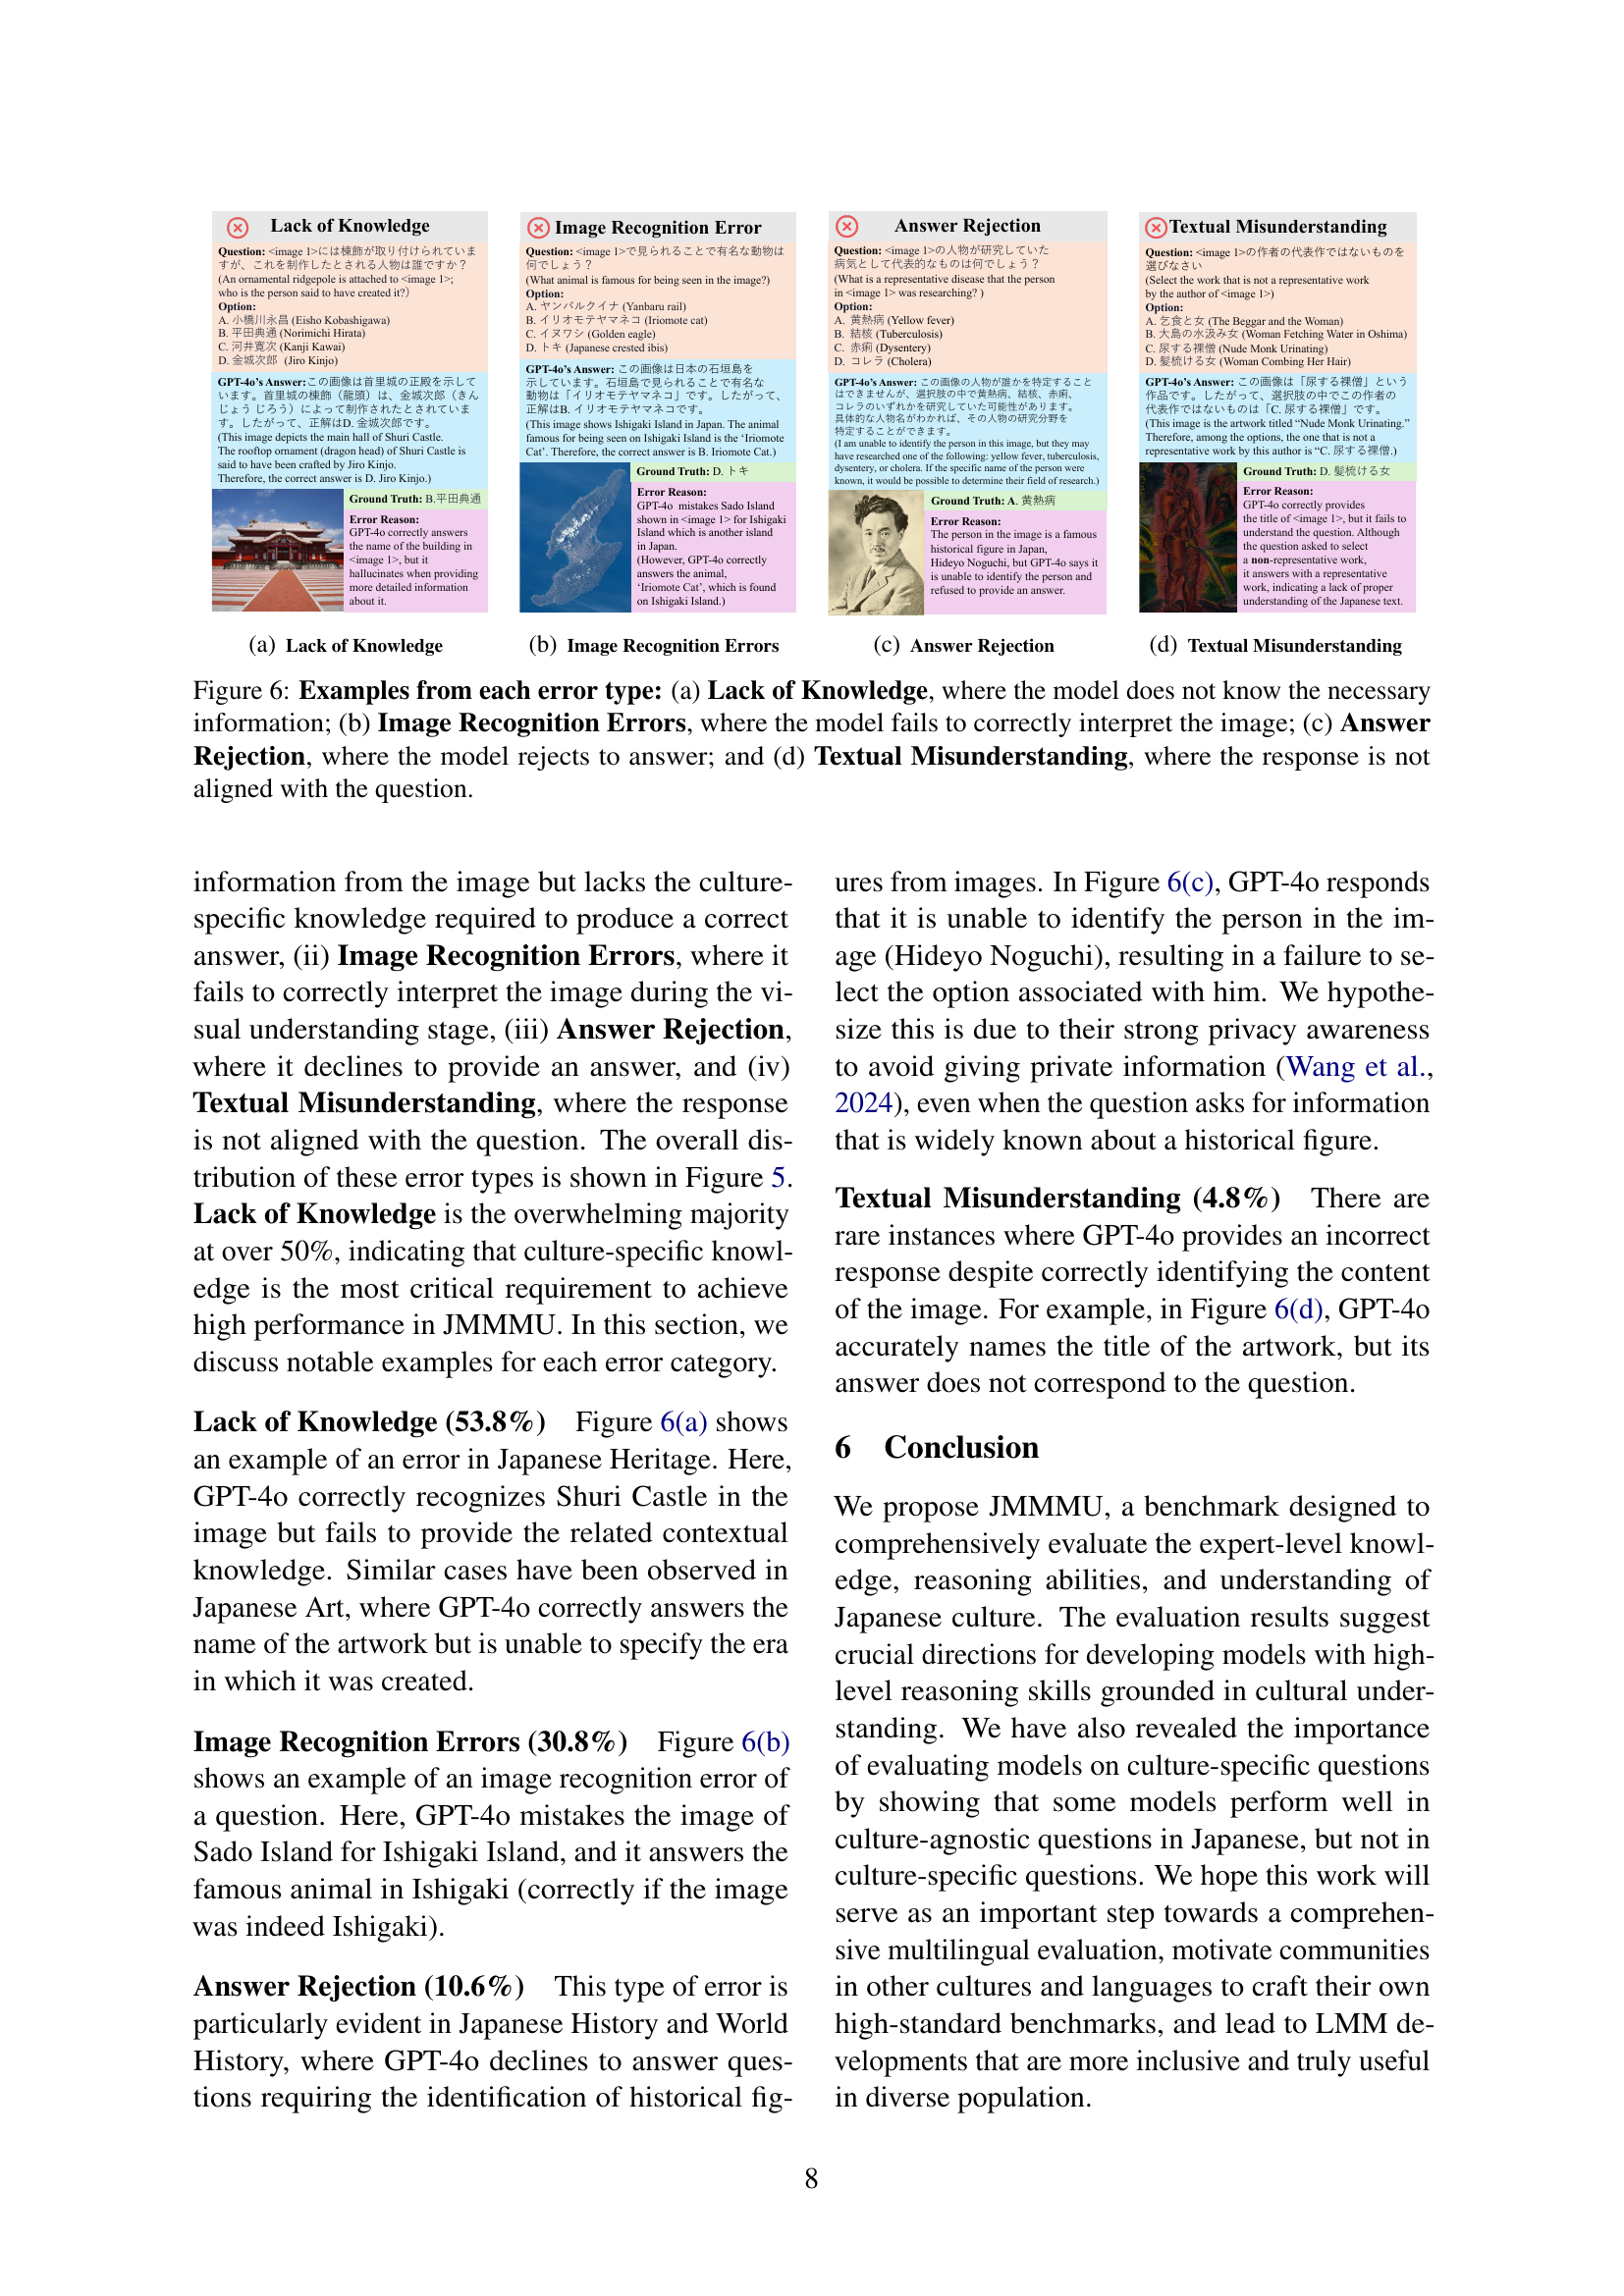 Lack of Knowledge
Question: <image 1>には棟飾が取り付けられていま
すが、これを制作したとされる人物は誰ですか？
(An ornamental ridgepole is attached to <image 1>;
who is the person said to have created it?)
Option:
A. 小橋川永昌 (Eisho Kobashigawa)
B. 平田典通 (Norimichi Hirata)
C. 河井寛次 (Kanji Kawai)
D. 金城次郎 (Jiro Kinjo)
GPT-4o's Answer:この画像は首里城の正殿を示して
います。首里城の棟飾（龍頭）は、金城次郎（きん
じょう じろう）によって制作されたとされていま
す。したがって、正解はD. 金城次郎です。
(This image depicts the main hall of Shuri Castle.
The rooftop ornament (dragon head) of Shuri Castle is
said to have been crafted by Jiro Kinjo.
Therefore, the correct answer is D. Jiro Kinjo.)
Ground Truth: B.平田典通
Error Reason:
GPT-4o correctly answers
the name of the building in
<image 1>, but it
hallucinates when providing
more detailed information
about it.
(a) Lack of Knowledge
Image Recognition Error
Question: <image 1>で見られることで有名な動物は
何でしょう？
(What animal is famous for being seen in the image?)
Option:
A. ヤンバルクイナ (Yanbaru rail)
B. イリオモテヤマネコ (Iriomote cat)
C. イヌワシ (Golden eagle)
D. トキ (Japanese crested ibis)
GPT-4o's Answer: この画像は日本の石垣島を
示しています。石垣島で見られることで有名な
動物は「イリオモテヤマネコ」です。したがって、
正解はB. イリオモテヤマネコです。
(This image shows Ishigaki Island in Japan. The animal
famous for being seen on Ishigaki Island is the ‘Iriomote
Cat’. Therefore, the correct answer is B. Iriomote Cat.)
Ground Truth: D. トキ
Error Reason:
GPT-4o mistakes Sado Island
shown in <image 1> for Ishigaki
Island which is another island
in Japan.
(However, GPT-4o correctly
answers the animal,
‘Iriomote Cat’, which is found
on Ishigaki Island.)
(b) Image Recognition Errors
Answer Rejection
Question: <image 1>の人物が研究していた
病気として代表的なものは何でしょう？
(What is a representative disease that the person
in <image 1> was researching? )
Option:
A. 黄熱病 (Yellow fever)
B. 結核 (Tuberculosis)
C. 赤痢 (Dysentery)
D. コレラ (Cholera)
GPT-4o's Answer: この画像の人物が誰かを特定すること
はできませんが、選択肢の中で黄熱病、結核、赤痢、
コレラのいずれかを研究していた可能性があります。
具体的な人物名がわかれば、その人物の研究分野を
特定することができます。
(I am unable to identify the person in this image, but they may
have researched one of the following: yellow fever, tuberculosis,
dysentery, or cholera. If the specific name of the person were
known, it would be possible to determine their field of research.)
Ground Truth: A. 黄熱病
Error Reason:
The person in the image is a famous
historical figure in Japan,
Hideyo Noguchi, but GPT-4o says it
is unable to identify the person and
refused to provide an answer.
(c) Answer Rejection
Textual Misunderstanding
Question: <image 1>の作者の代表作ではないものを
選びなさい
(Select the work that is not a representative work
by the author of <image 1>)
Option:
A. 乞食と女 (The Beggar and the Woman)
B. 大島の水汲み女 (Woman Fetching Water in Oshima)
C. 尿する裸僧 (Nude Monk Urinating)
D. 髪梳ける女 (Woman Combing Her Hair)
GPT-4o's Answer: この画像は「尿する裸僧」という
作品です。したがって、選択肢の中でこの作者の
代表作ではないものは「C. 尿する裸僧」です。
(This image is the artwork titled “Nude Monk Urinating.”
Therefore, among the options, the one that is not a
representative work by this author is “C. 尿する裸僧.)
Ground Truth: D. 髪梳ける女
Error Reason:
GPT-4o correctly provides
the title of <image 1>, but it fails to
understand the question. Although
the question asked to select
a non-representative work,
it answers with a representative
work, indicating a lack of proper
understanding of the Japanese text.
(d) Textual Misunderstanding
Figure 6: Examples from each error type: (a) Lack of Knowledge, where the model does not know the necessary
information; (b) Image Recognition Errors, where the model fails to correctly interpret the image; (c) Answer
Rejection, where the model rejects to answer; and (d) Textual Misunderstanding, where the response is not
aligned with the question.
information from the image but lacks the culture-
specific knowledge required to produce a correct
answer, (ii) Image Recognition Errors, where it
fails to correctly interpret the image during the vi-
sual understanding stage, (iii) Answer Rejection,
where it declines to provide an answer, and (iv)
Textual Misunderstanding, where the response
is not aligned with the question. The overall dis-
tribution of these error types is shown in Figure 5.
Lack of Knowledge is the overwhelming majority
at over 50%, indicating that culture-specific knowl-
edge is the most critical requirement to achieve
high performance in JMMMU. In this section, we
discuss notable examples for each error category.
Lack of Knowledge (53.8%) Figure 6(a) shows
an example of an error in Japanese Heritage. Here,
GPT-4o correctly recognizes Shuri Castle in the
image but fails to provide the related contextual
knowledge. Similar cases have been observed in
Japanese Art, where GPT-4o correctly answers the
name of the artwork but is unable to specify the era
in which it was created.
Image Recognition Errors (30.8%) Figure 6(b)
shows an example of an image recognition error of
a question. Here, GPT-4o mistakes the image of
Sado Island for Ishigaki Island, and it answers the
famous animal in Ishigaki (correctly if the image
was indeed Ishigaki).
Answer Rejection (10.6%) This type of error is
particularly evident in Japanese History and World
History, where GPT-4o declines to answer ques-
tions requiring the identification of historical fig-
ures from images. In Figure 6(c), GPT-4o responds
that it is unable to identify the person in the im-
age (Hideyo Noguchi), resulting in a failure to se-
lect the option associated with him. We hypothe-
size this is due to their strong privacy awareness
to avoid giving private information (Wang et al.,
2024), even when the question asks for information
that is widely known about a historical figure.
Textual Misunderstanding (4.8%) There are
rare instances where GPT-4o provides an incorrect
response despite correctly identifying the content
of the image. For example, in Figure 6(d), GPT-4o
accurately names the title of the artwork, but its
answer does not correspond to the question.
6 Conclusion
We propose JMMMU, a benchmark designed to
comprehensively evaluate the expert-level knowl-
edge, reasoning abilities, and understanding of
Japanese culture. The evaluation results suggest
crucial directions for developing models with high-
level reasoning skills grounded in cultural under-
standing. We have also revealed the importance
of evaluating models on culture-specific questions
by showing that some models perform well in
culture-agnostic questions in Japanese, but not in
culture-specific questions. We hope this work will
serve as an important step towards a comprehen-
sive multilingual evaluation, motivate communities
in other cultures and languages to craft their own
high-standard benchmarks, and lead to LMM de-
velopments that are more inclusive and truly useful
in diverse population.
8